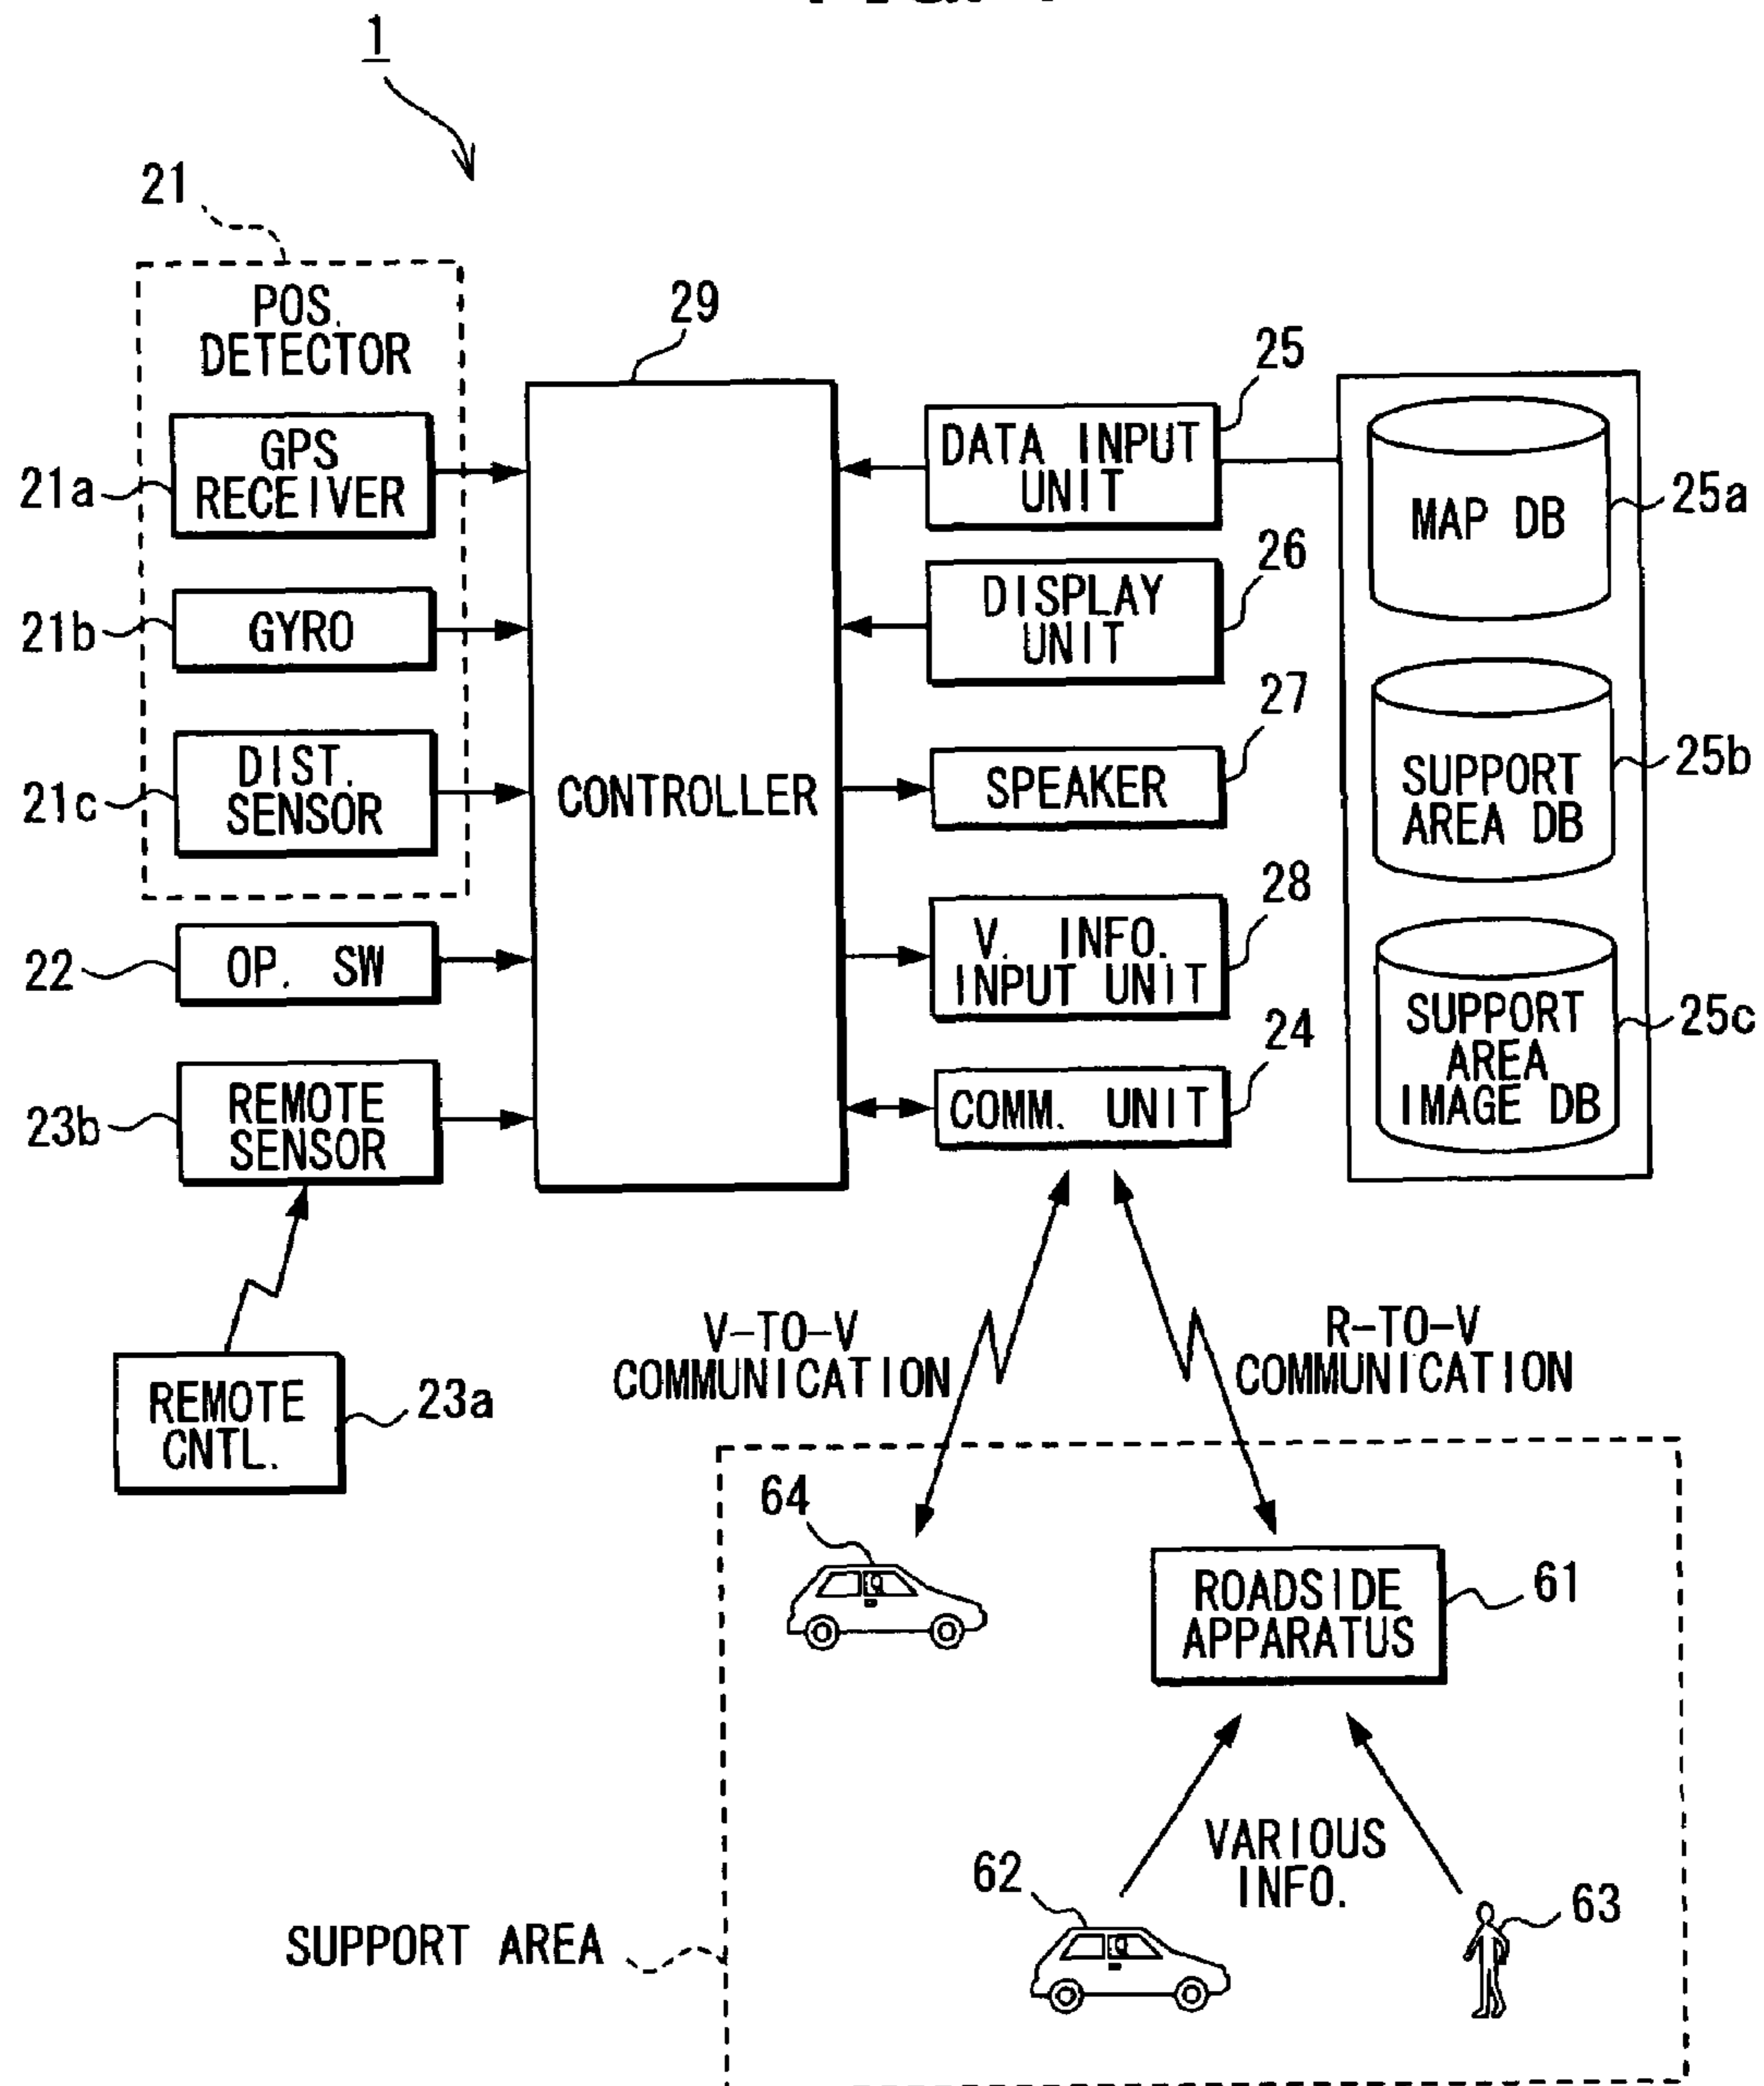 1
21
POS.
DETECTOR
29
25
GPS
RECEIVER
21a
DATA INPUT
UNIT
MAP DB
25a
26
DISPLAY
UNIT
21b
GYRO
27
DIST.
SENSOR
21c
CONTROLLER
SPEAKER
SUPPORT
AREA DB
25b
28
22
OP. SW
V. INFO.
INPUT UNIT
SUPPORT
AREA
IMAGE DB
25c
24
23b
REMOTE
SENSOR
COMM. UNIT
V-TO-V
COMMUNICATION
R-TO-V
COMMUNICATION
REMOTE
CNTL.
23a
64
ROADSIDE
APPARATUS
61
VARIOUS
INFO.
62
63
SUPPORT AREA